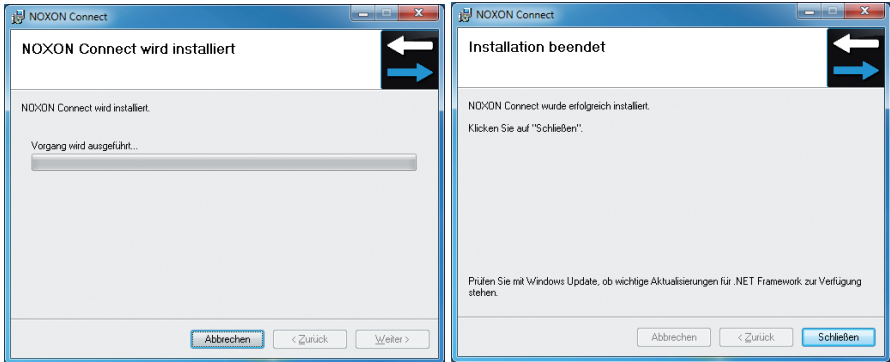 NOXON Connect
NOXON Connect wird installiert
NOXON Connect wird installiert.
Vorgang wird ausgeführt...
Abbrechen
< Zurück
Weiter >
NOXON Connect
Installation beendet
NOXON Connect wurde erfolgreich installiert.
Klicken Sie auf "Schließen".
Prüfen Sie mit Windows Update, ob wichtige Aktualisierungen für .NET Framework zur Verfügung
stehen.
Abbrechen
< Zurück
Schließen